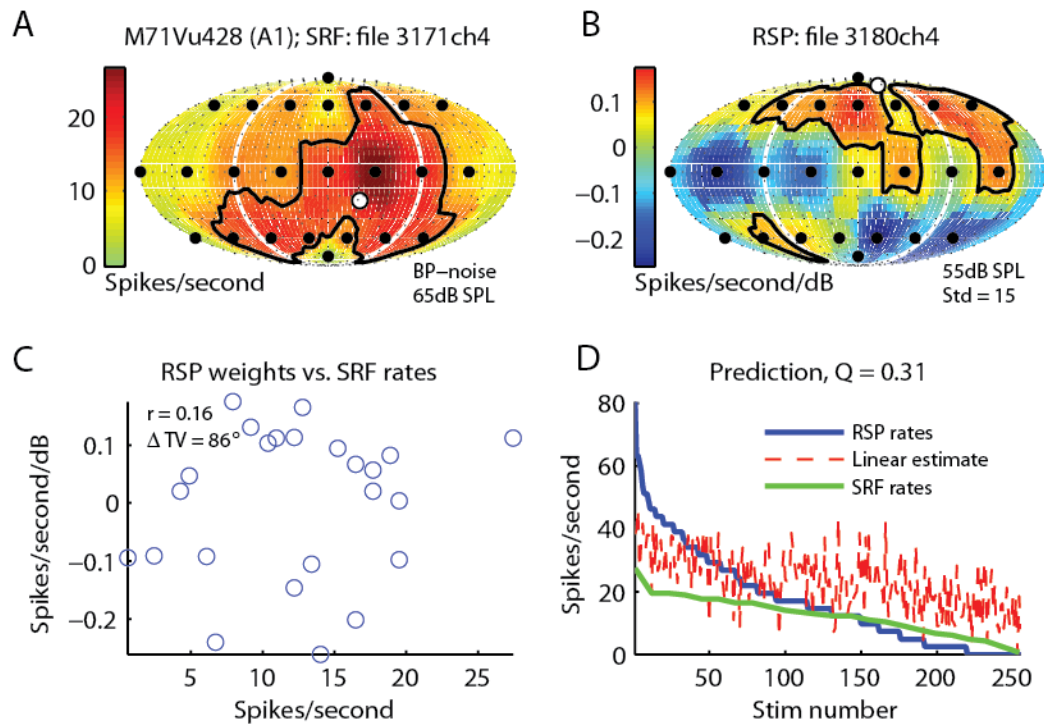 A
M71Vu428 (A1); SRF: file 3171ch4
20
10
0
Spikes/second
BP–noise
65dB SPL
B
RSP: file 3180ch4
0.1
0
−0.1
−0.2
Spikes/second/dB
55dB SPL
Std = 15
C
RSP weights vs. SRF rates
r = 0.16
Δ TV = 86°
Spikes/second/dB
0.1
0
−0.1
−0.2
5
10
15
20
25
Spikes/second
D
Prediction, Q = 0.31
RSP rates
Linear estimate
SRF rates
Spikes/second
80
60
40
20
0
50
100
150
200
250
Stim number